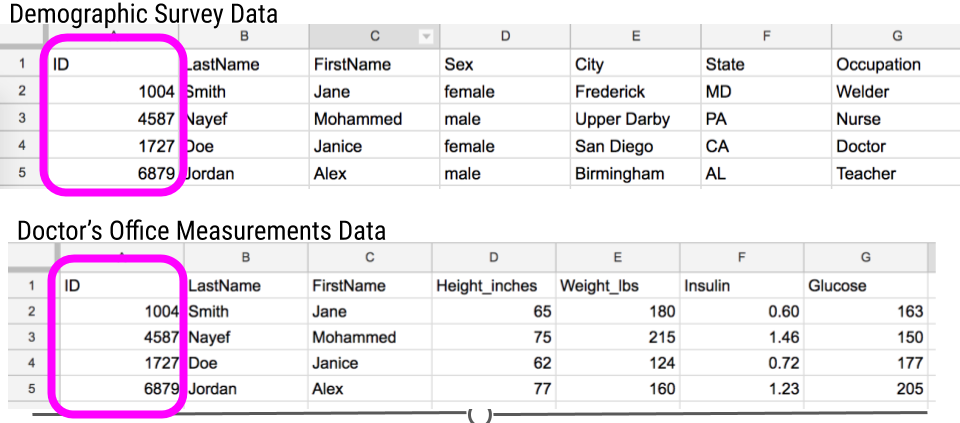 Demographic Survey Data
A B C D E F G
1 ID LastName FirstName Sex City State Occupation
2 1004 Smith Jane female Frederick MD Welder
3 4587 Nayef Mohammed male Upper Darby PA Nurse
4 1727 Doe Janice female San Diego CA Doctor
5 6879 Jordan Alex male Birmingham AL Teacher
Doctor's Office Measurements Data
A B C D E F G
1 ID LastName FirstName Height_inches Weight_lbs Insulin Glucose
2 1004 Smith Jane 65 180 0.60 163
3 4587 Nayef Mohammed 75 215 1.46 150
4 1727 Doe Janice 62 124 0.72 177
5 6879 Jordan Alex 77 160 1.23 205